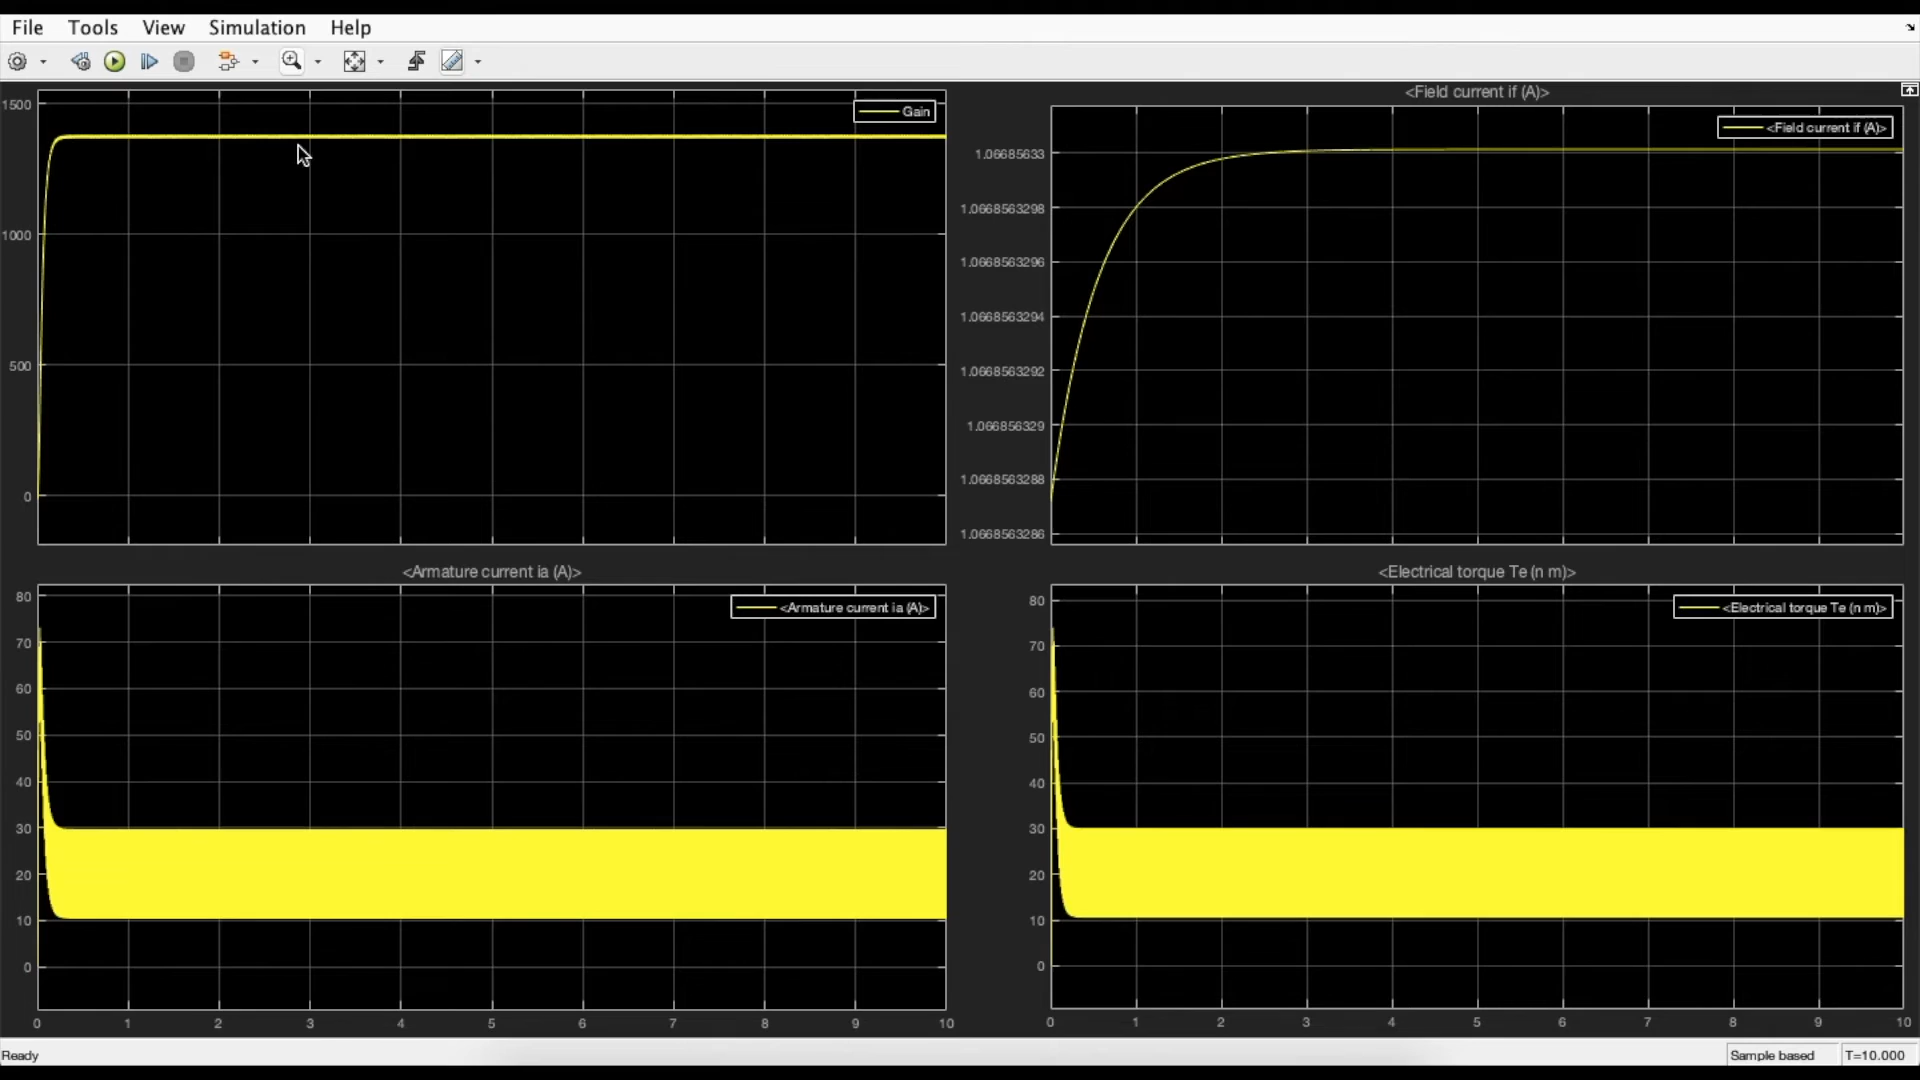 File Tools View Simulation Help
Gain
1500
1000
500
0
<Field current if (A)>
<Field current if (A)>
1.06685633
1.0668563298
1.0668563296
1.0668563294
1.0668563292
1.066856329
1.0668563288
1.0668563286
<Armature current ia (A)>
<Armature current ia (A)>
80
70
60
50
40
30
20
10
0
0 1 2 3 4 5 6 7 8 9 10
<Electrical torque Te (n m)>
<Electrical torque Te (n m)>
80
70
60
50
40
30
20
10
0
0 1 2 3 4 5 6 7 8 9 10
Ready
Sample based T=10.000